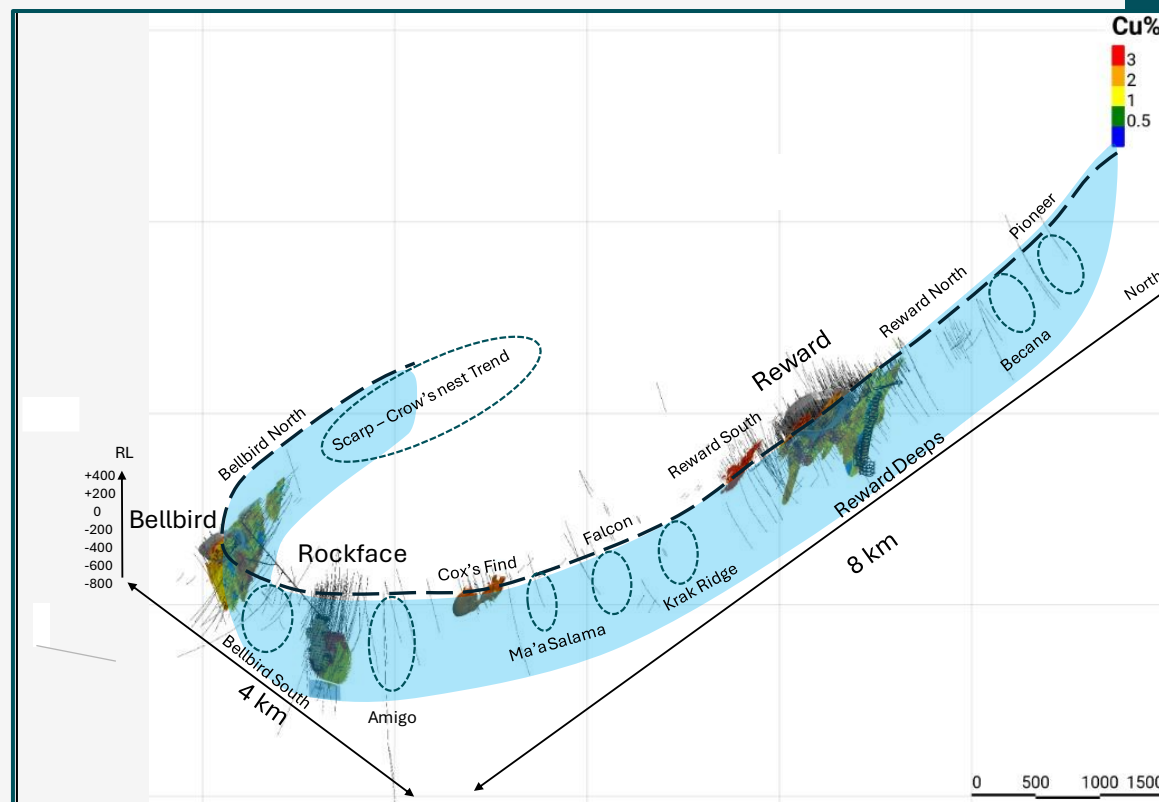 Cu%
3
2
1
0.5
Pioneer
North
Reward North
Becana
Reward
Scarp – Crow's nest Trend
Reward South
Bellbird North
RL
+400
+200
0
-200
-400
-600
-800
Bellbird
Reward Deeps
Rockface
Falcon
8 km
Cox's Find
Krak Ridge
Ma'a Salama
Bellbird South
4 km
Amigo
0 500 1000 1500